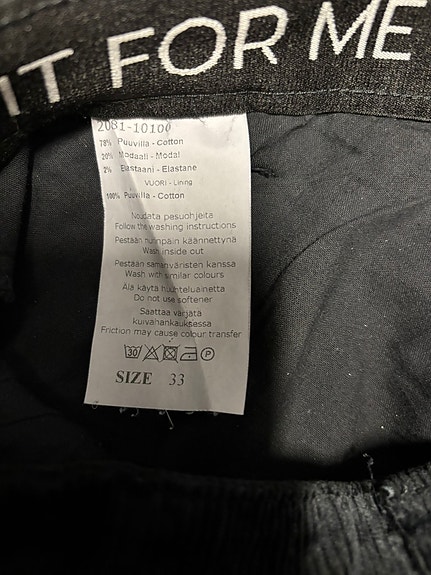 IT FOR ME
2081-10100
78% Puuvilla - Cotton
20% Modaali - Modal
2% Elastaani - Elastane
VUORI - Lining
100% Puuvilla - Cotton
Noudata pesuohjeita
Follow the washing instructions
Pestään nurinpäin käännettynä
Wash inside out
Pestään samanväristen kanssa
Wash with similar colours
Älä käytä huuhteluainetta
Do not use softener
Saattaa värjätä
kuivahankauksessa
Friction may cause colour transfer
30 P
SIZE 33